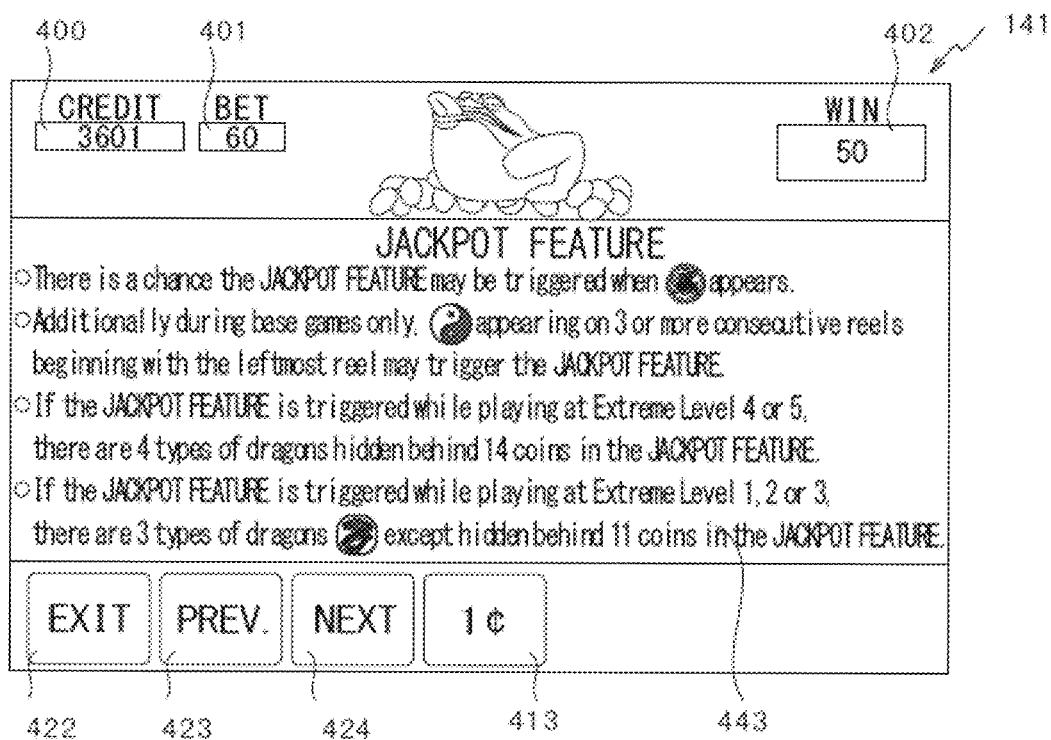 400 401 402 141
CREDIT BET WIN
3601 60 50
JACKPOT FEATURE
○There is a chance the JACKPOT FEATURE may be triggered when appears.
○Additionally during base games only, appearing on 3 or more consecutive reels
beginning with the leftmost reel may trigger the JACKPOT FEATURE.
○If the JACKPOT FEATURE is triggered while playing at Extreme Level 4 or 5,
there are 4 types of dragons hidden behind 14 coins in the JACKPOT FEATURE.
○If the JACKPOT FEATURE is triggered while playing at Extreme Level 1, 2 or 3,
there are 3 types of dragons except hidden behind 11 coins in the JACKPOT FEATURE.
EXIT PREV. NEXT 1¢
422 423 424 413 443